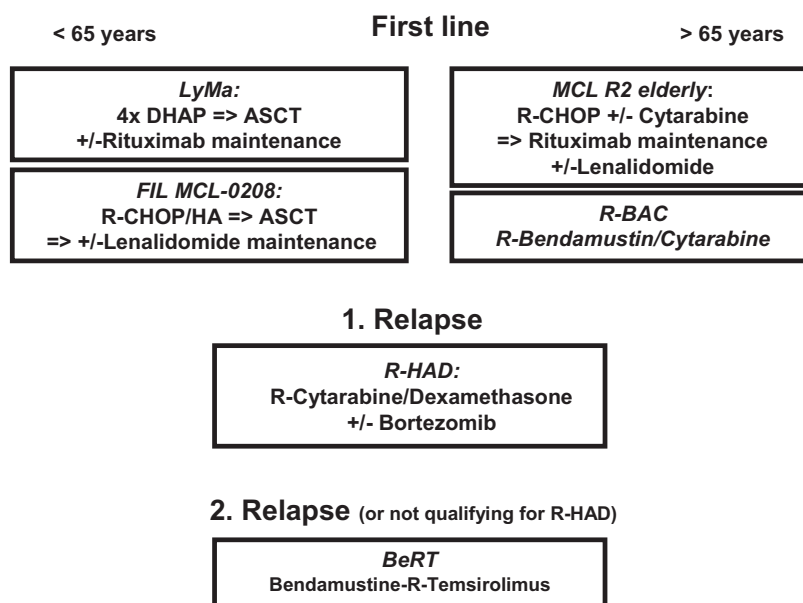 First line
< 65 years
> 65 years
LyMa:
4x DHAP => ASCT
+/-Rituximab maintenance
FIL MCL-0208:
R-CHOP/HA => ASCT
=> +/-Lenalidomide maintenance
MCL R2 elderly:
R-CHOP +/- Cytarabine
=> Rituximab maintenance
+/-Lenalidomide
R-BAC
R-Bendamustin/Cytarabine
1. Relapse
R-HAD:
R-Cytarabine/Dexamethasone
+/- Bortezomib
2. Relapse (or not qualifying for R-HAD)
BeRT
Bendamustine-R-Temsirolimus